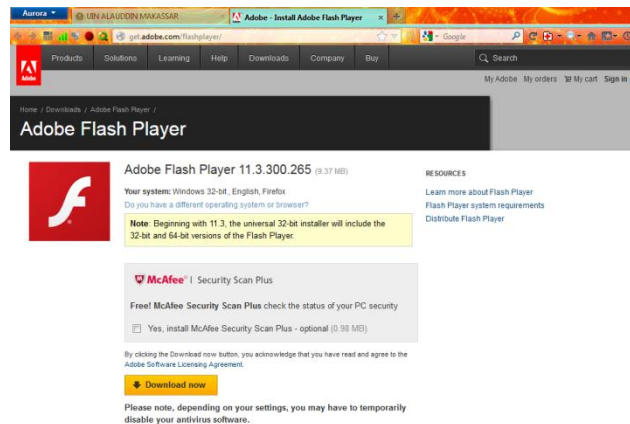 Aurora
UIN ALAUDDIN MAKASSAR
Adobe - Install Adobe Flash Player
get.adobe.com/flashplayer/
Google
Adobe
Products Solutions Learning Help Downloads Company Buy
Search
My Adobe My orders My cart Sign in
Home / Downloads / Adobe Flash Player /
Adobe Flash Player
Adobe Flash Player 11.3.300.265 (9.37 MB)
Your system: Windows 32-bit , English, Firefox
Do you have a different operating system or browser?
Note: Beginning with 11.3, the universal 32-bit installer will include the
32-bit and 64-bit versions of the Flash Player.
McAfee® | Security Scan Plus
Free! McAfee Security Scan Plus check the status of your PC security
Yes, install McAfee Security Scan Plus - optional (0.98 MB)
By clicking the Download now button, you acknowledge that you have read and agree to the
Adobe Software Licensing Agreement.
Download now
Please note, depending on your settings, you may have to temporarily
disable your antivirus software.
RESOURCES
Learn more about Flash Player
Flash Player system requirements
Distribute Flash Player